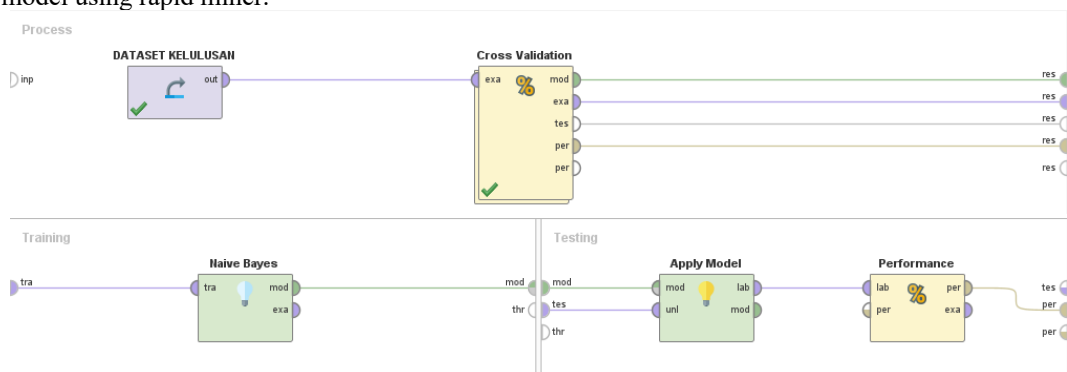 model using rapid miner.
Process
DATASET KELULUSAN
Cross Validation
inp
out
exa
mod
exa
tes
per
per
res
res
res
res
res
Training
Testing
Naive Bayes
Apply Model
Performance
tra
tra
mod
exa
mod
thr
mod
tes
thr
mod
unl
lab
mod
lab
per
per
exa
tes
per
per